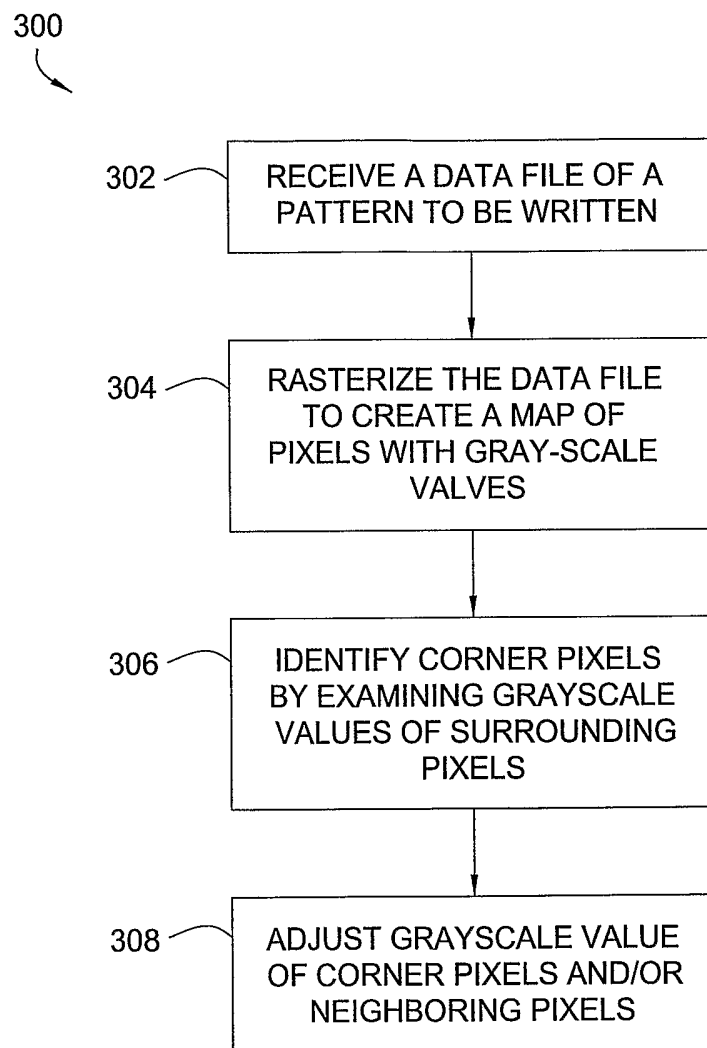 300
302
RECEIVE A DATA FILE OF A
PATTERN TO BE WRITTEN
304
RASTERIZE THE DATA FILE
TO CREATE A MAP OF
PIXELS WITH GRAY-SCALE
VALVES
306
IDENTIFY CORNER PIXELS
BY EXAMINING GRAYSCALE
VALUES OF SURROUNDING
PIXELS
308
ADJUST GRAYSCALE VALUE
OF CORNER PIXELS AND/OR
NEIGHBORING PIXELS